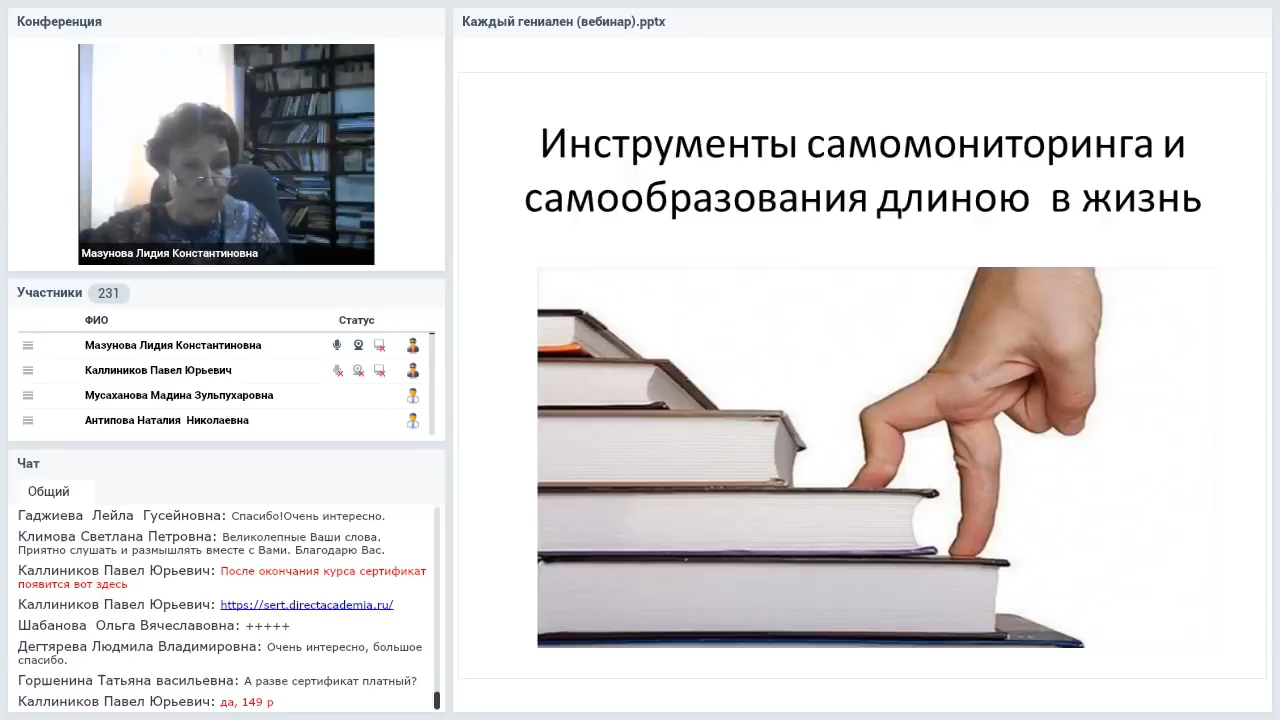 Конференция
Мазунова Лидия Константиновна
Участники 231
ФИО Статус
Мазунова Лидия Константиновна
Каллиников Павел Юрьевич
Мусаханова Мадина Зульпухаровна
Антипова Наталия Николаевна
Чат
Общий
Гаджиева Лейла Гусейновна: Спасибо!Очень интересно.
Климова Светлана Петровна: Великолепные Ваши слова.
Приятно слушать и размышлять вместе с Вами. Благодарю Вас.
Каллиников Павел Юрьевич: После окончания курса сертификат
появится вот здесь
Каллиников Павел Юрьевич: https://sert.directacademia.ru/
Шабанова Ольга Вячеславовна: +++++
Дегтярева Людмила Владимировна: Очень интересно, большое
спасибо.
Горшенина Татьяна васильевна: А разве сертификат платный?
Каллиников Павел Юрьевич: да, 149 р
Каждый гениален (вебинар).pptx
Инструменты самомониторинга и
самообразования длиною в жизнь